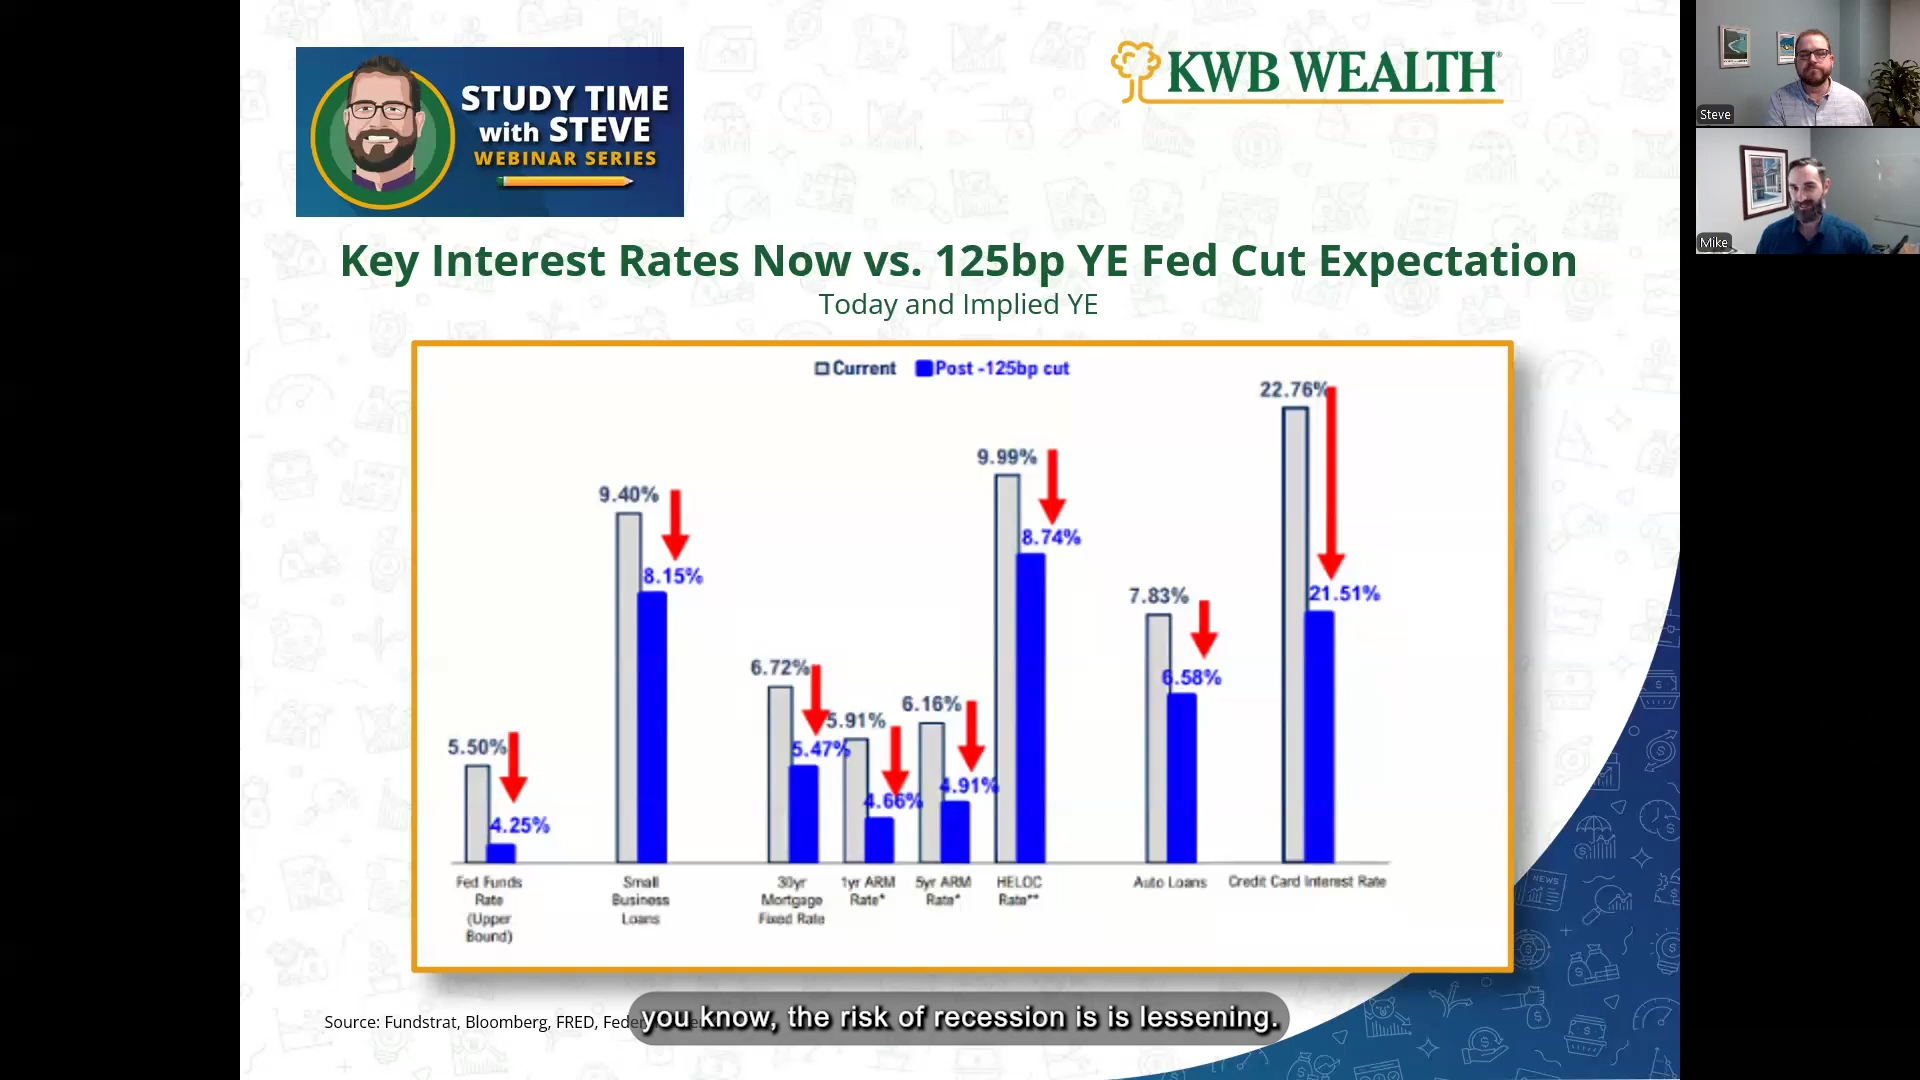 STUDY TIME
with STEVE
WEBINAR SERIES
KWB WEALTH®
Steve
Mike
Key Interest Rates Now vs. 125bp YE Fed Cut Expectation
Today and Implied YE
Current
Post -125bp cut
22.76%
9.99%
9.40%
8.74%
8.15%
7.83%
21.51%
6.72%
6.58%
6.16%
5.91%
5.50%
5.47%
4.91%
4.66%
4.25%
Fed Funds
Rate
(Upper
Bound)
Small
Business
Loans
30yr
Mortgage
Fixed Rate
1yr ARM
Rate*
5yr ARM
Rate*
HELOC
Rate**
Auto Loans
Credit Card Interest Rate
NEWS
Source: Fundstrat, Bloomberg, FRED,
you know, the risk of recession is is lessening.